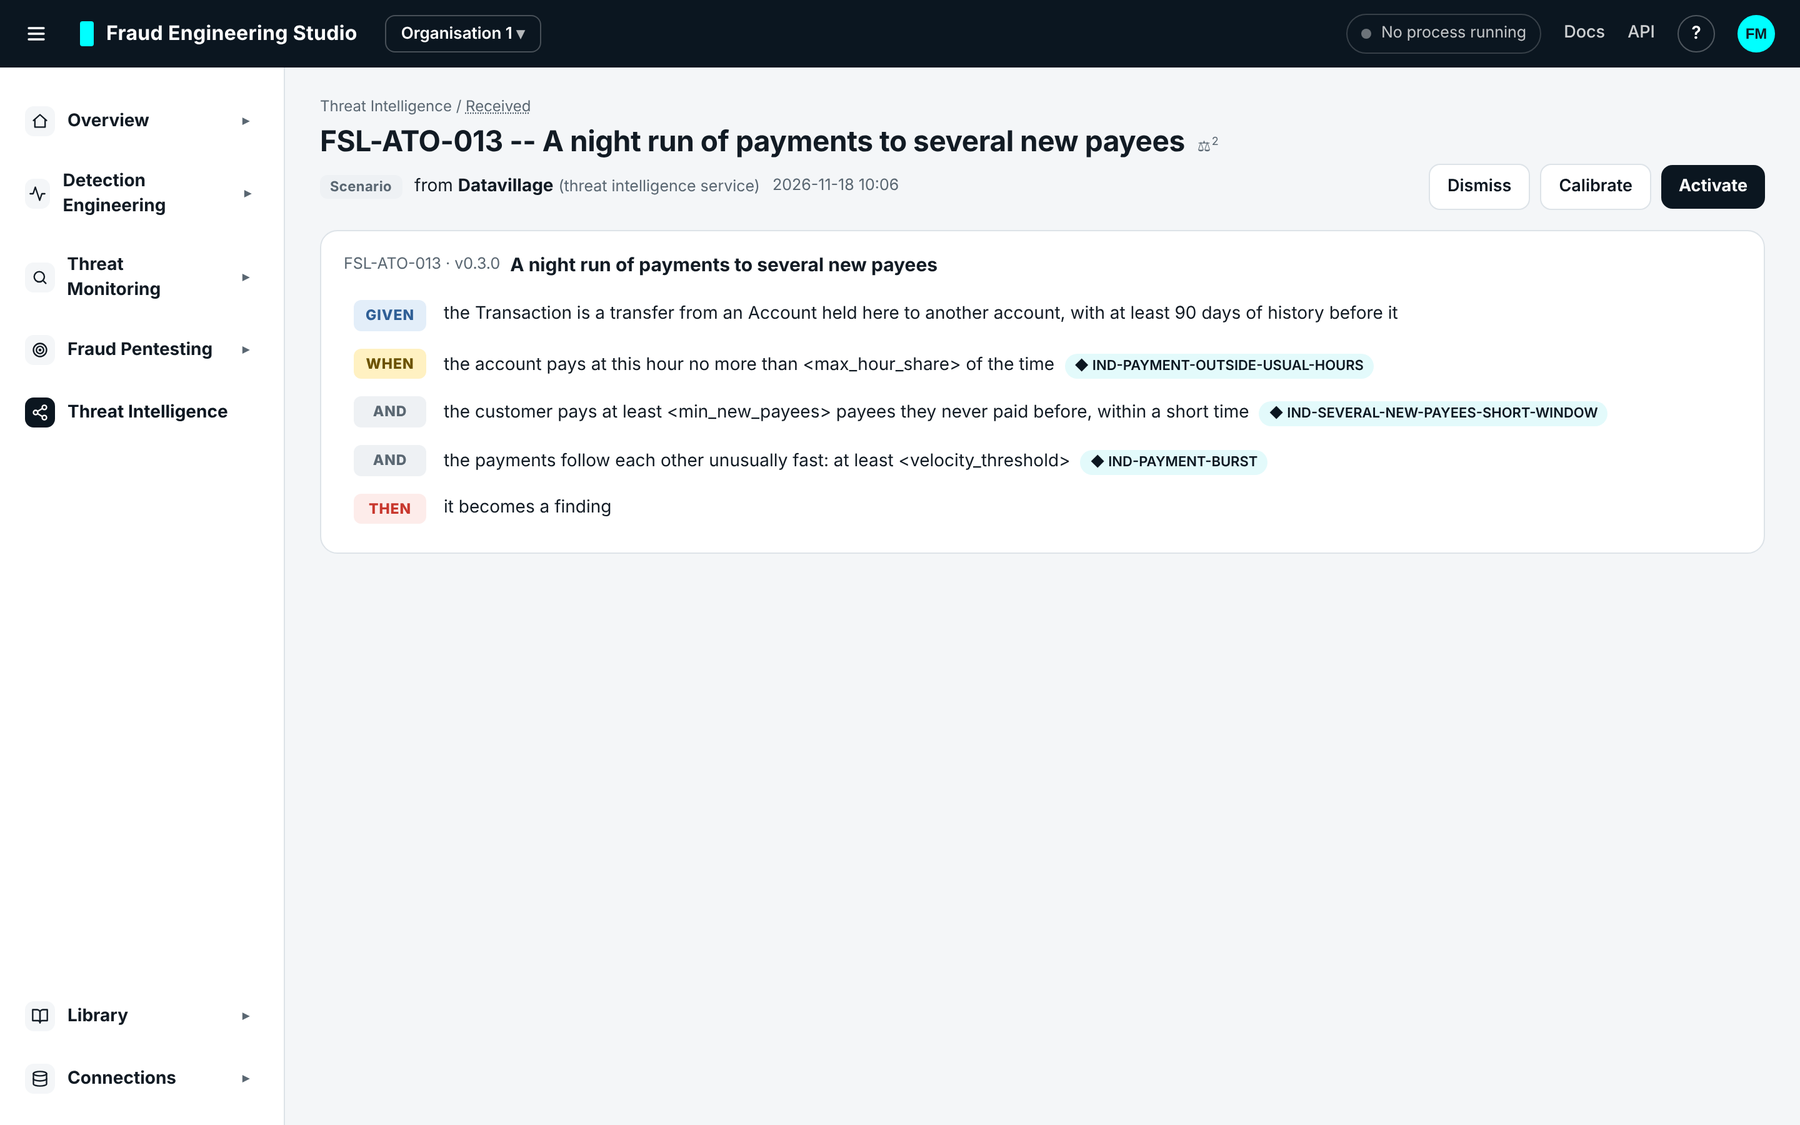 Fraud Engineering Studio
Organisation 1 ▾
No process running
Docs
API
?
FM
Overview
Detection
Engineering
Threat
Monitoring
Fraud Pentesting
Threat Intelligence
Library
Connections
Threat Intelligence / Received
FSL-ATO-013 -- A night run of payments to several new payees ⚖2
Scenario from Datavillage (threat intelligence service) 2026-11-18 10:06
Dismiss
Calibrate
Activate
FSL-ATO-013 · v0.3.0 A night run of payments to several new payees
GIVEN the Transaction is a transfer from an Account held here to another account, with at least 90 days of history before it
WHEN the account pays at this hour no more than <max_hour_share> of the time ◆ IND-PAYMENT-OUTSIDE-USUAL-HOURS
AND the customer pays at least <min_new_payees> payees they never paid before, within a short time ◆ IND-SEVERAL-NEW-PAYEES-SHORT-WINDOW
AND the payments follow each other unusually fast: at least <velocity_threshold> ◆ IND-PAYMENT-BURST
THEN it becomes a finding